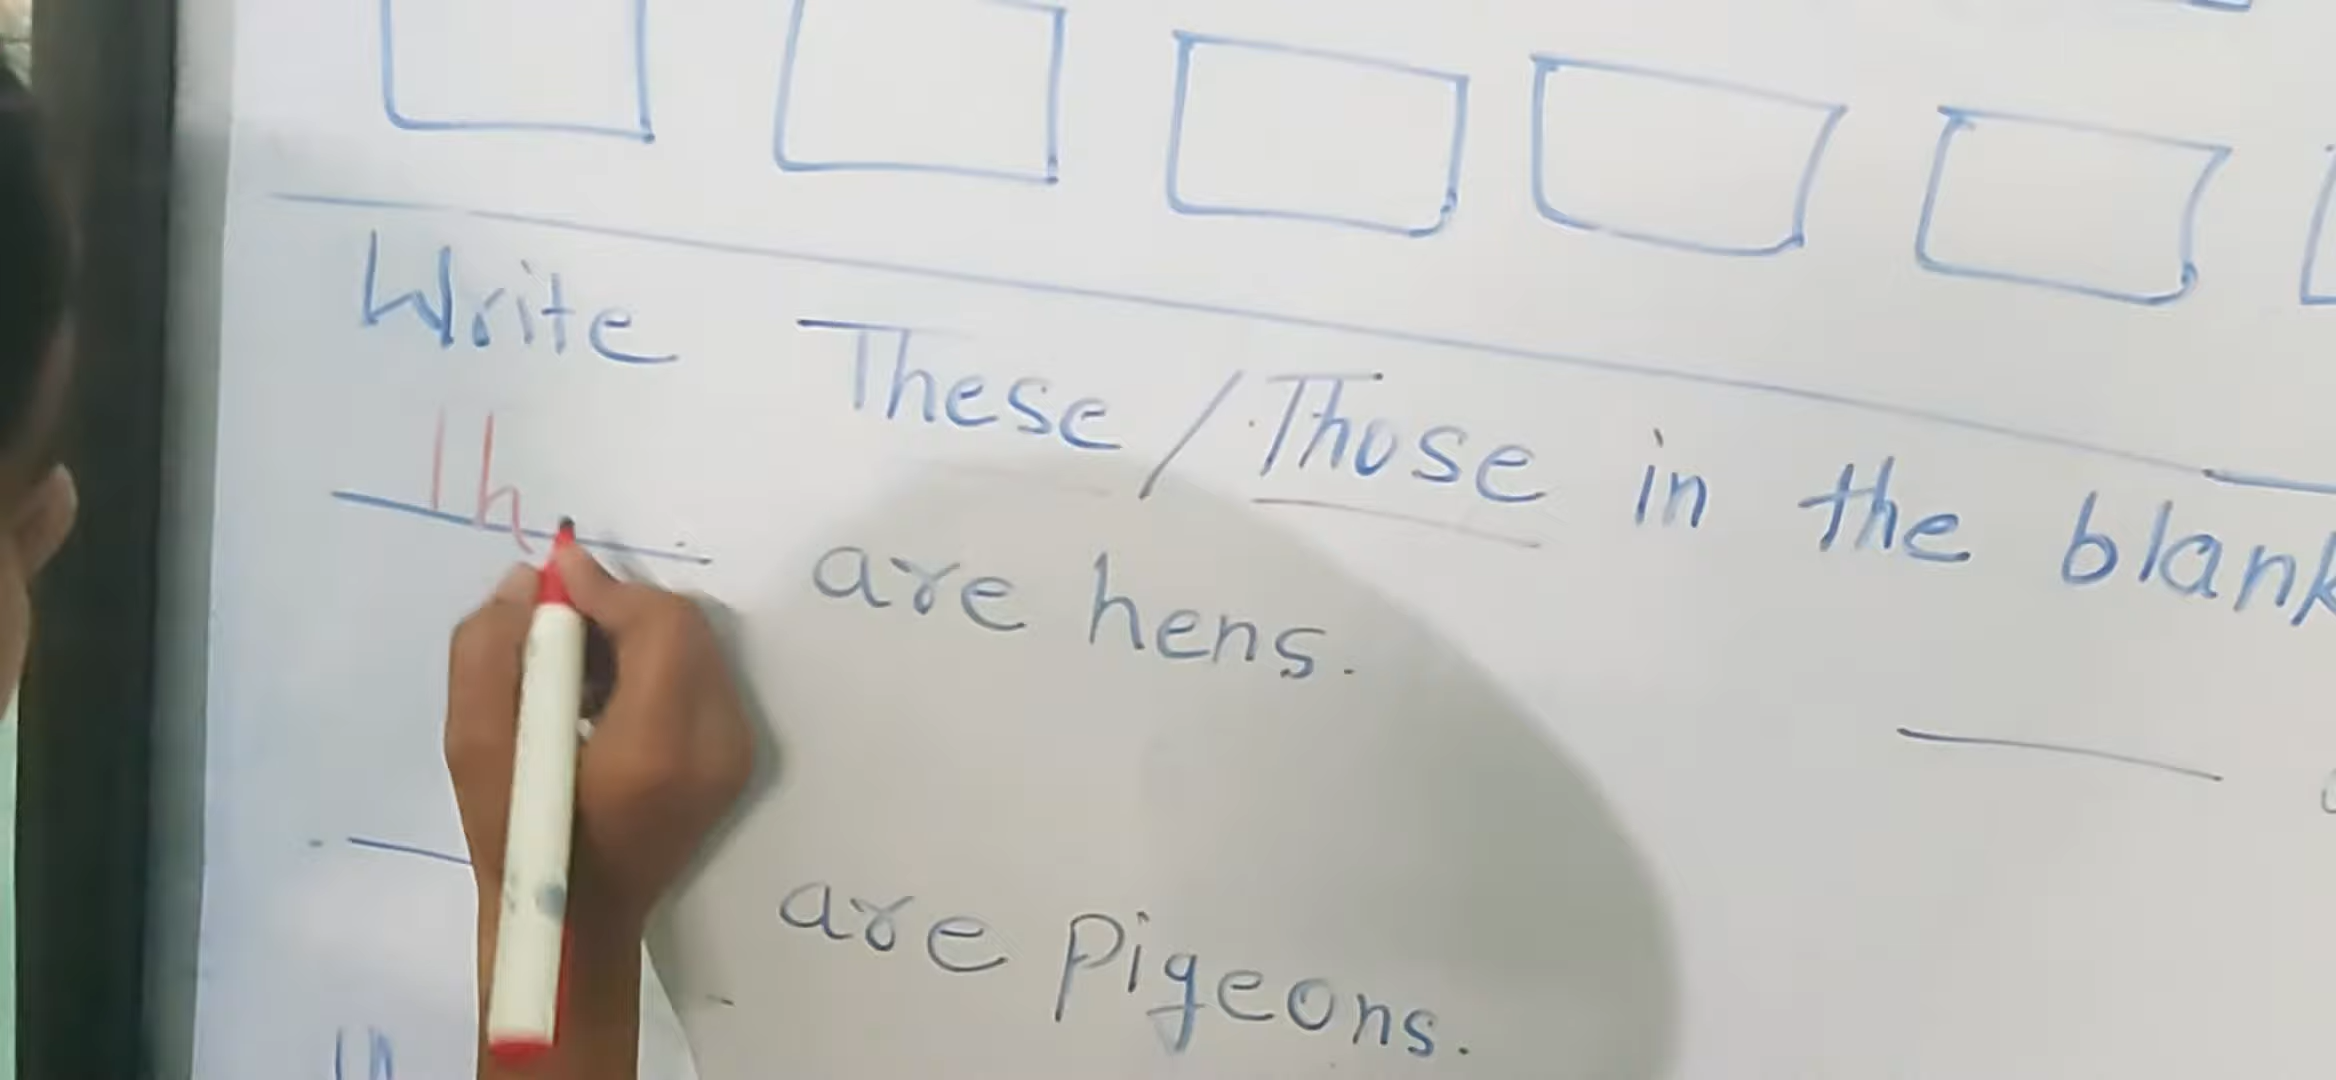 Write These / Those in the blank
Th are hens.
are Pigeons.